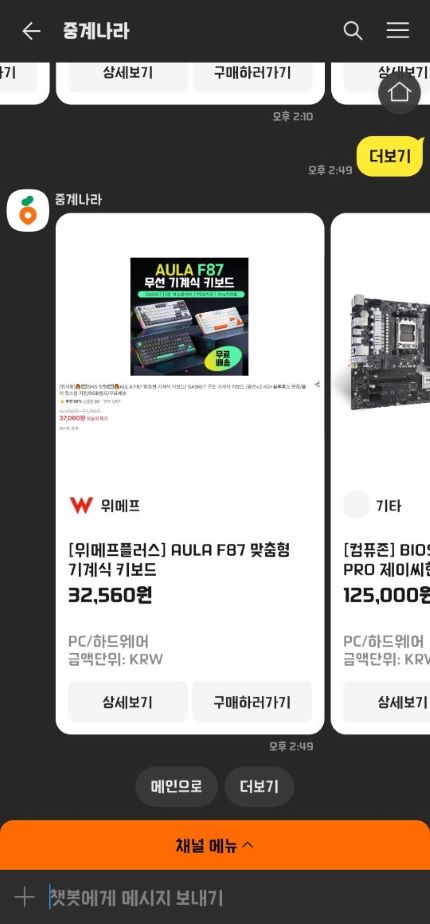 중계나라
기
상세보기
구매하러가기
상세보기
오후 2:10
더보기
오후 2:49
중계나라
AULA F87
무선 기계식 키보드
무료
배송
37,080원
위메프
기타
[위메프플러스] AULA F87 맞춤형
기계식 키보드
32,560원
[컴퓨존] BIOS
PRO 제이씨현
125,000원
PC/하드웨어
금액단위: KRW
PC/하드웨어
금액단위: KRW
상세보기
구매하러가기
상세보기
오후 2:49
메인으로
더보기
채널 메뉴
챗봇에게 메시지 보내기